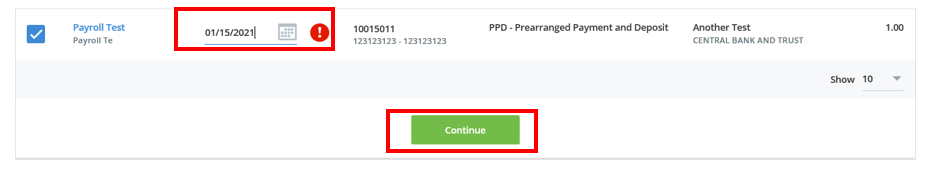 Payroll Test
Payroll Te
01/15/2021
10015011
123123123 - 123123123
PPD - Prearranged Payment and Deposit
Another Test
CENTRAL BANK AND TRUST
1.00
Show 10
Continue